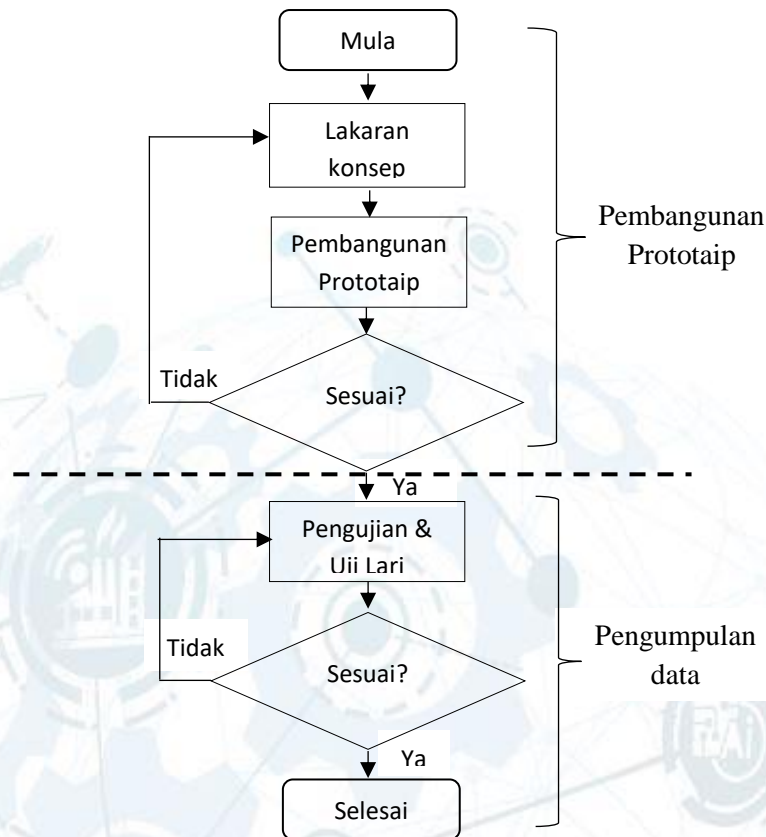 Mula
Lakaran
konsep
Pembangunan
Prototaip
Pembangunan
Prototaip
Sesuai?
Tidak
Ya
Pengujian &
Uji Lari
Tidak
Sesuai?
Pengumpulan
data
Ya
Selesai